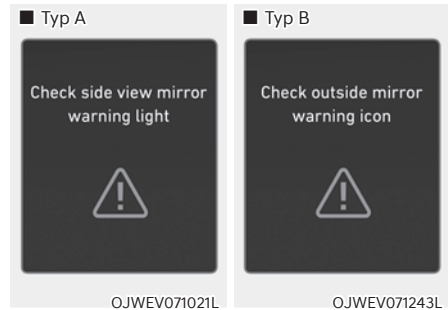 ■ Typ A
Check side view mirror
warning light
OJWEV071021L
■ Typ B
Check outside mirror
warning icon
OJWEV071243L